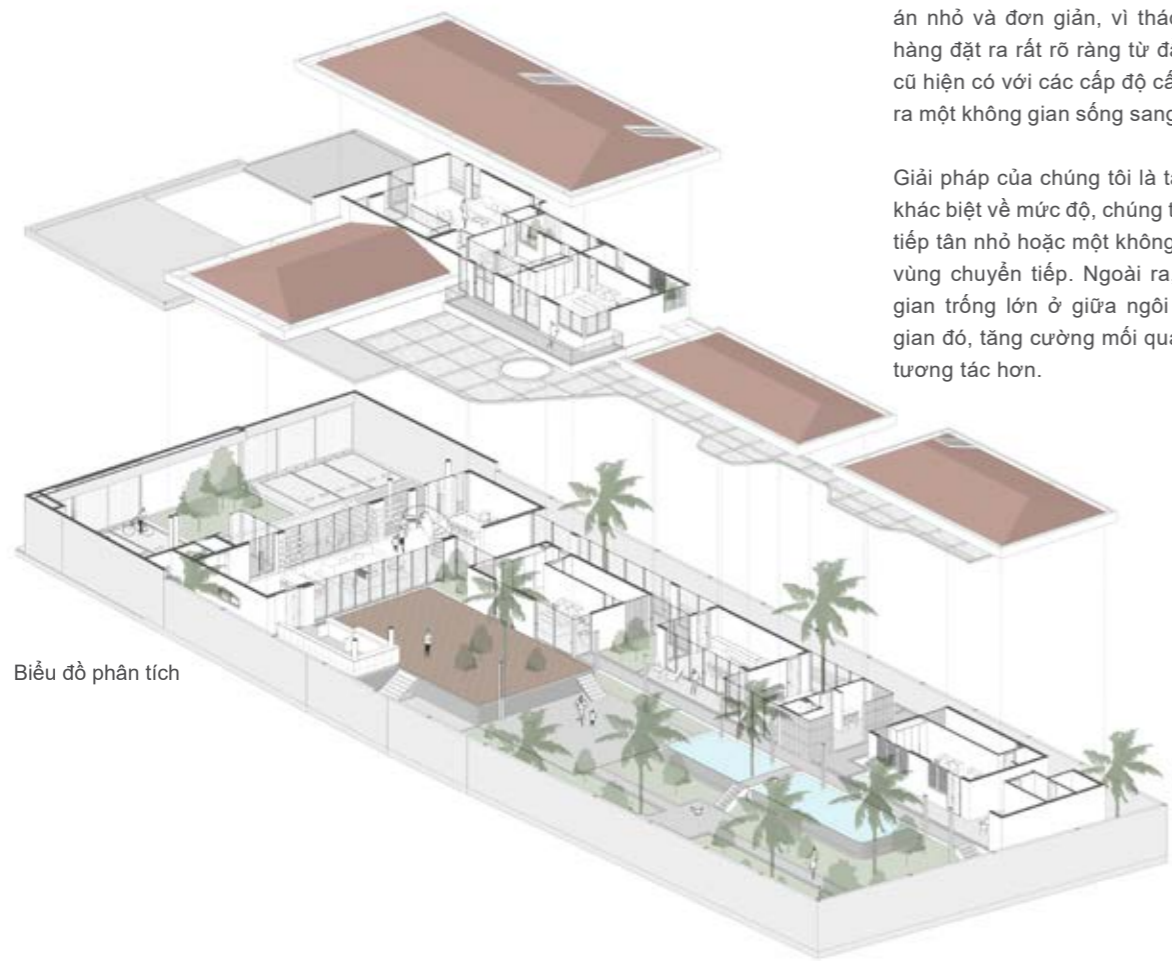 án nhỏ và đơn giản, vì thác
hàng đặt ra rất rõ ràng từ đầ
cũ hiện có với các cấp độ cấ
ra một không gian sống sang
Giải pháp của chúng tôi là tạ
khác biệt về mức độ, chúng t
tiếp tân nhỏ hoặc một không
vùng chuyển tiếp. Ngoài ra
gian trống lớn ở giữa ngôi
gian đó, tăng cường mối qua
tương tác hơn.
Biểu đồ phân tích